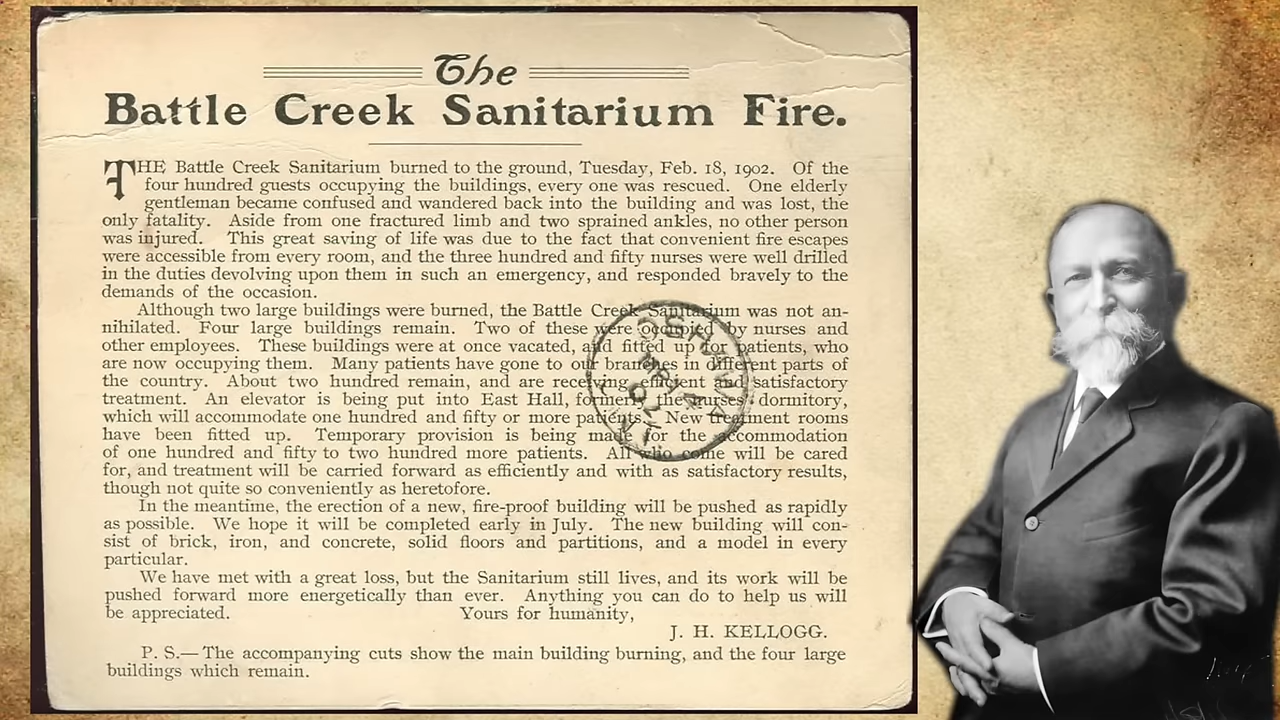 The
Battle Creek Sanitarium Fire.
THE Battle Creek Sanitarium burned to the ground, Tuesday, Feb. 18, 1902. Of the
four hundred guests occupying the buildings, every one was rescued. One elderly
gentleman became confused and wandered back into the building and was lost, the
only fatality. Aside from one fractured limb and two sprained ankles, no other person
was injured. This great saving of life was due to the fact that convenient fire escapes
were accessible from every room, and the three hundred and fifty nurses were well drilled
in the duties devolving upon them in such an emergency, and responded bravely to the
demands of the occasion.
Although two large buildings were burned, the Battle Creek Sanitarium was not an-
nihilated. Four large buildings remain. Two of these were occupied by nurses and
other employees. These buildings were at once vacated, and fitted up for patients, who
are now occupying them. Many patients have gone to our branches in different parts of
the country. About two hundred remain, and are receiving efficient and satisfactory
treatment. An elevator is being put into East Hall, formerly the nurses' dormitory,
which will accommodate one hundred and fifty or more patients. New treatment rooms
have been fitted up. Temporary provision is being made for the accommodation
of one hundred and fifty to two hundred more patients. All who come will be cared
for, and treatment will be carried forward as efficiently and with as satisfactory results,
though not quite so conveniently as heretofore.
In the meantime, the erection of a new, fire-proof building will be pushed as rapidly
as possible. We hope it will be completed early in July. The new building will con-
sist of brick, iron, and concrete, solid floors and partitions, and a model in every
particular.
We have met with a great loss, but the Sanitarium still lives, and its work will be
pushed forward more energetically than ever. Anything you can do to help us will
be appreciated. Yours for humanity,
J. H. KELLOGG.
P. S.—The accompanying cuts show the main building burning, and the four large
buildings which remain.
OSHAWA